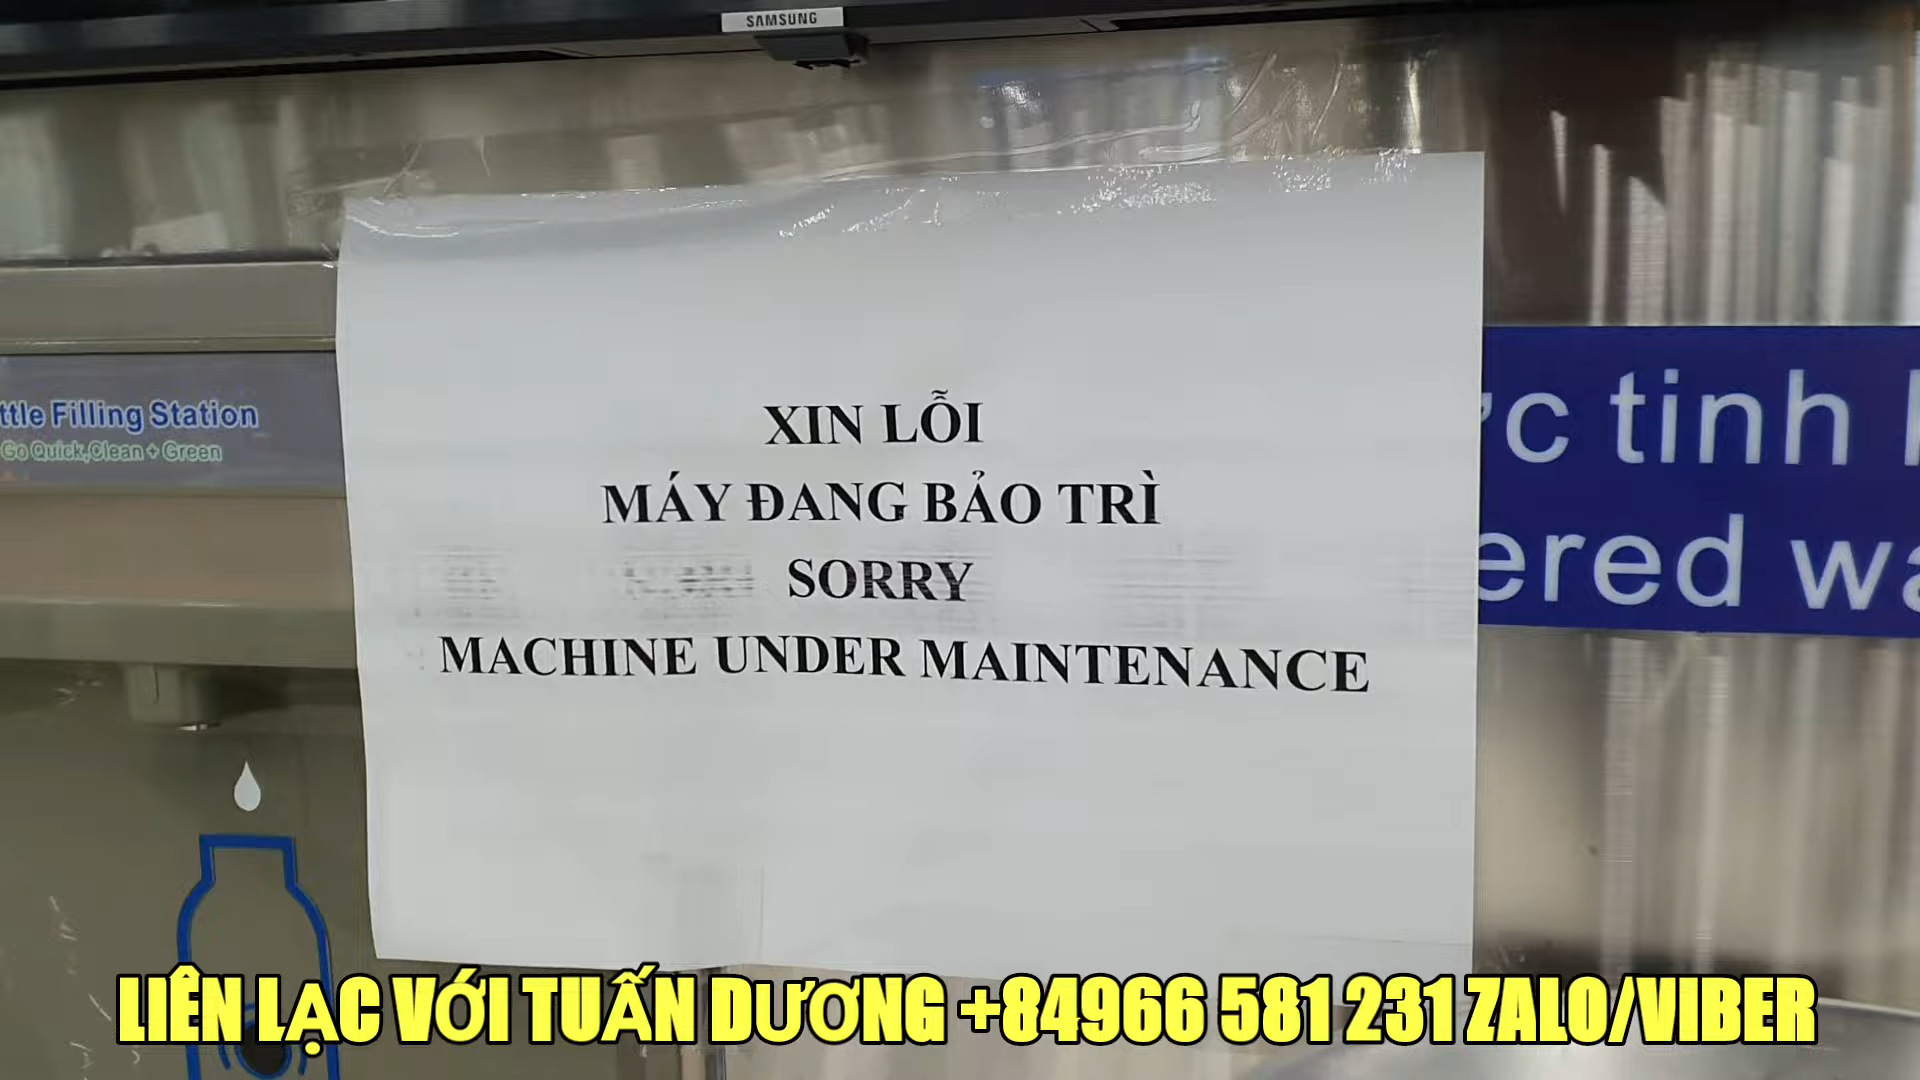 SAMSUNG
ttle Filling Station
Go Quick,Clean + Green
XIN LỖI
MÁY ĐANG BẢO TRÌ
SORRY
MACHINE UNDER MAINTENANCE
ức tinh
ered wa
LIÊN LẠC VỚI TUẤN DƯƠNG +84966 581 231 ZALO/VIBER